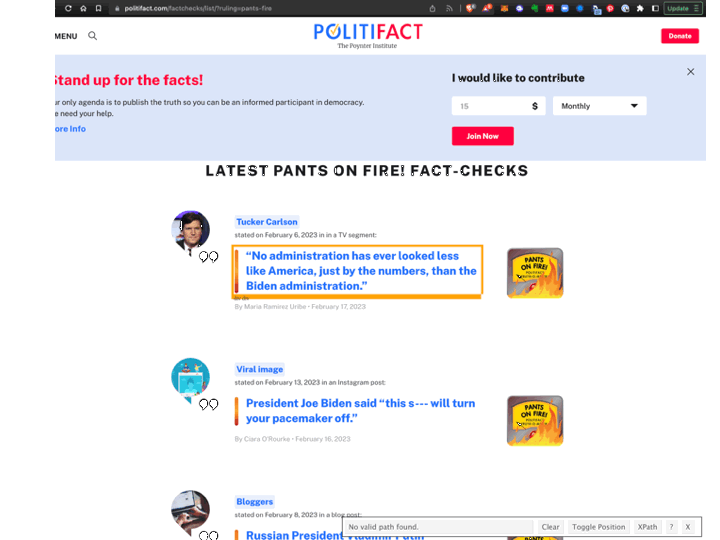 politifact.com/factchecks/list/?ruling=pants-fire
Update
MENU
POLITIFACT
The Poynter Institute
Donate
Stand up for the facts!
ur only agenda is to publish the truth so you can be an informed participant in democracy.
e need your help.
ore Info
I would like to contribute
15 $
Monthly
Join Now
LATEST PANTS ON FIRE! FACT-CHECKS
Tucker Carlson
stated on February 6, 2023 in in a TV segment:
“No administration has ever looked less
like America, just by the numbers, than the
Biden administration.”
By Maria Ramirez Uribe • February 17, 2023
PANTS
ON FIRE!
Viral image
stated on February 13, 2023 in an Instagram post:
President Joe Biden said “this s--- will turn
your pacemaker off.”
By Ciara O'Rourke • February 16, 2023
PANTS
ON FIRE!
Bloggers
stated on February 8, 2023 in a blog post:
Russian President Vladimir Putin
No valid path found.
Clear
Toggle Position
XPath
?
X